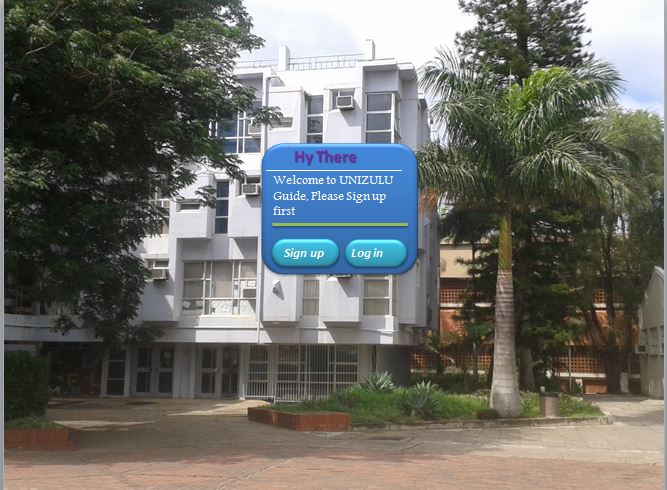 Hy There
Welcome to UNIZULU
Guide, Please Sign up
first
Sign up
Log in